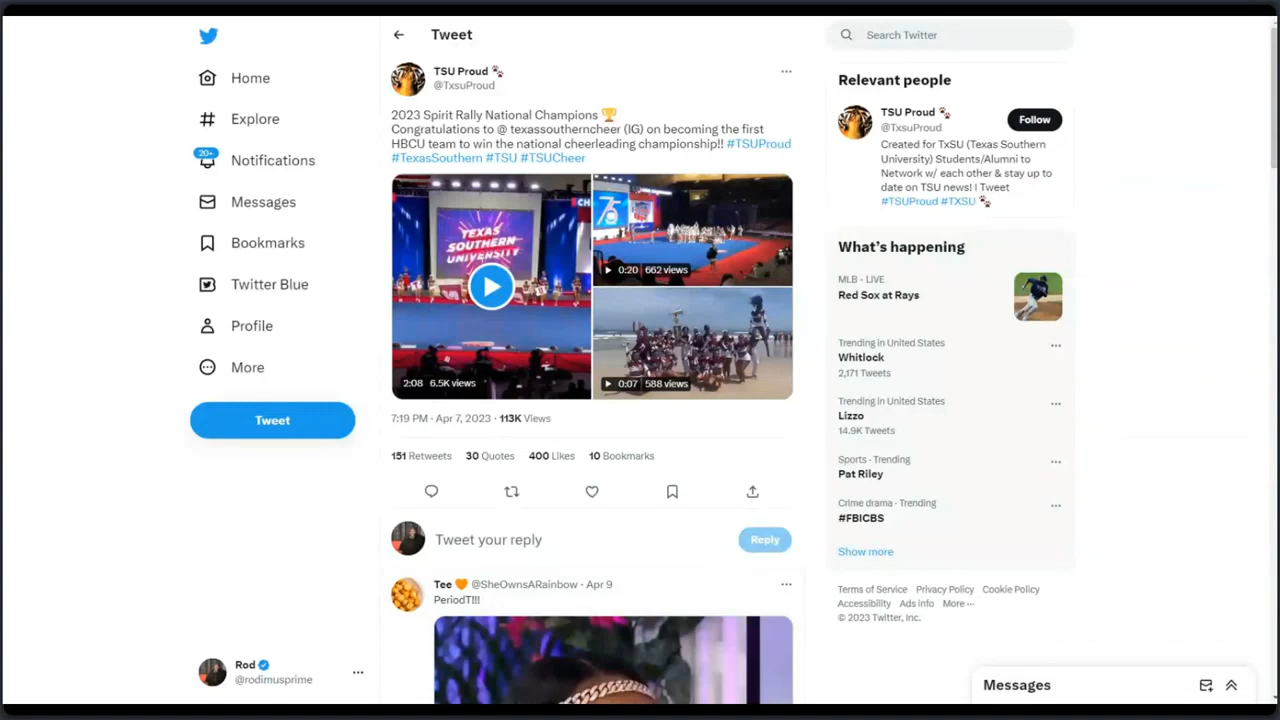 Home
Explore
20+
Notifications
Messages
Bookmarks
Twitter Blue
Profile
More
Tweet
Rod
@rodimusprime
Tweet
TSU Proud
@TxsuProud
2023 Spirit Rally National Champions
Congratulations to @ texassoutherncheer (IG) on becoming the first
HBCU team to win the national cheerleading championship!! #TSUProud
#TexasSouthern #TSU #TSUCheer
TEXAS
SOUTHERN
UNIVERSITY
CH
2:08 6.5K views
75
0:20 662 views
0:07 588 views
7:19 PM · Apr 7, 2023 · 113K Views
151 Retweets 30 Quotes 400 Likes 10 Bookmarks
Tweet your reply
Reply
Tee @SheOwnsARainbow · Apr 9
PeriodT!!!
Search Twitter
Relevant people
TSU Proud
@TxsuProud
Follow
Created for TxSU (Texas Southern
University) Students/Alumni to
Network w/ each other & stay up to
date on TSU news! I Tweet
#TSUProud #TXSU
What's happening
MLB · LIVE
Red Sox at Rays
Trending in United States
Whitlock
2,171 Tweets
Trending in United States
Lizzo
14.9K Tweets
Sports · Trending
Pat Riley
Crime drama · Trending
#FBICBS
Show more
Terms of Service Privacy Policy Cookie Policy
Accessibility Ads info More ···
© 2023 Twitter, Inc.
Messages